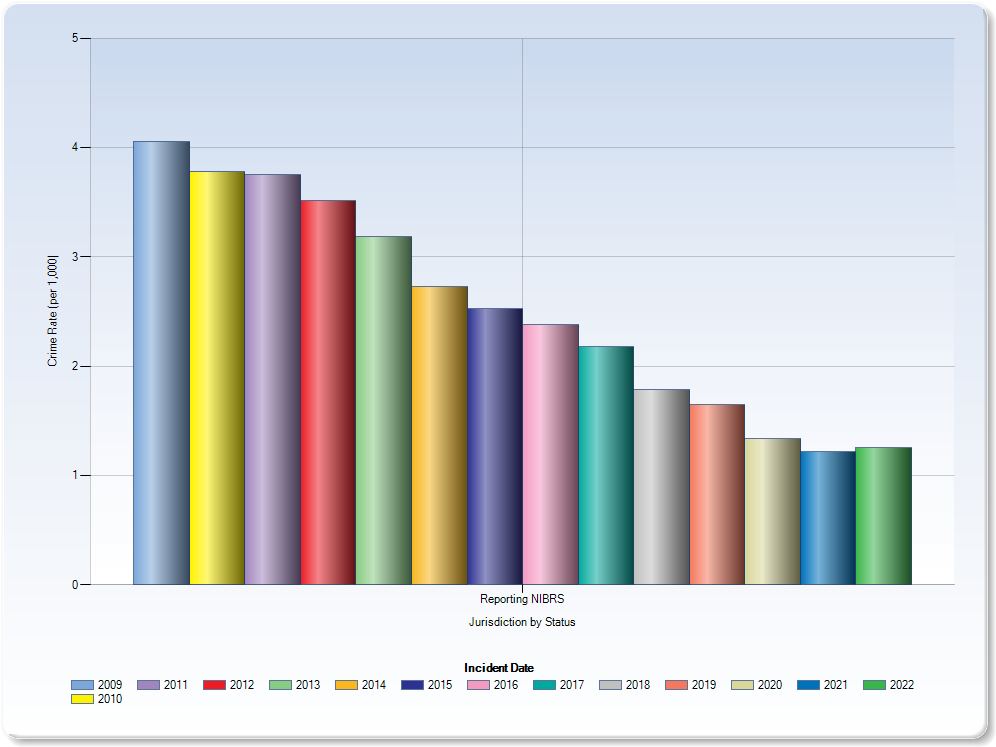 5
4
3
2
1
0
Crime Rate (per 1,000)
Reporting NIBRS
Jurisdiction by Status
Incident Date
2009 2011 2012 2013 2014 2015 2016 2017 2018 2019 2020 2021 2022
2010